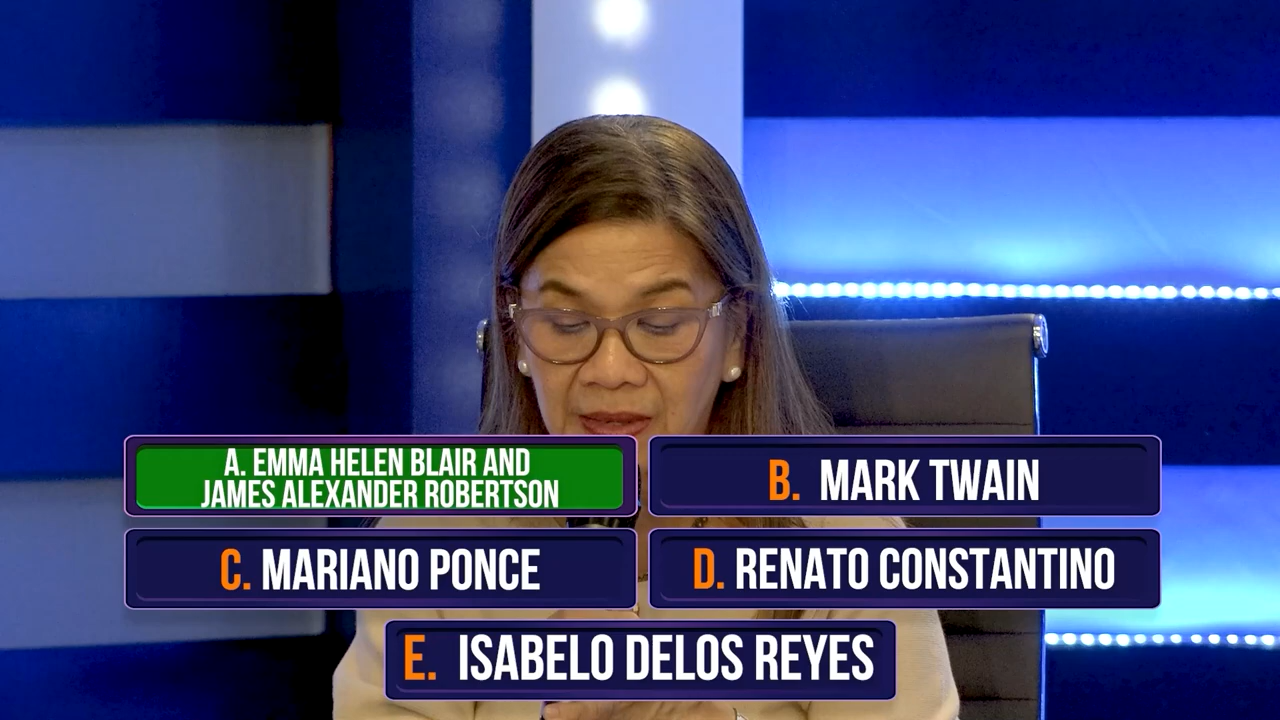 A. EMMA HELEN BLAIR AND
JAMES ALEXANDER ROBERTSON
B. MARK TWAIN
C. MARIANO PONCE
D. RENATO CONSTANTINO
E. ISABELO DELOS REYES